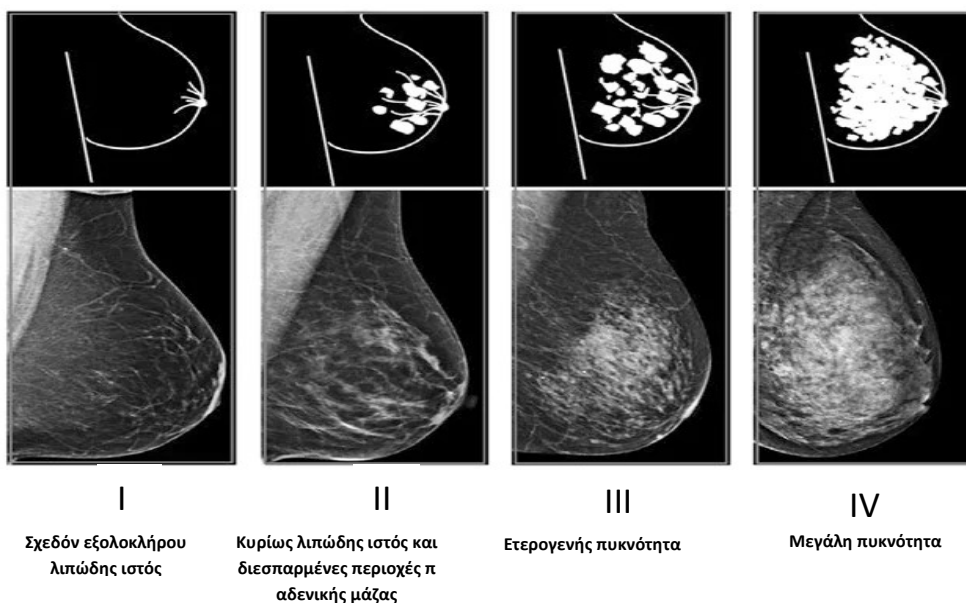 I
II
III
IV
Σχεδόν εξολοκλήρου
λιπώδης ιστός
Κυρίως λιπώδης ιστός και
διεσπαρμένες περιοχές π
αδενικής μάζας
Ετερογενής πυκνότητα
Μεγάλη πυκνότητα